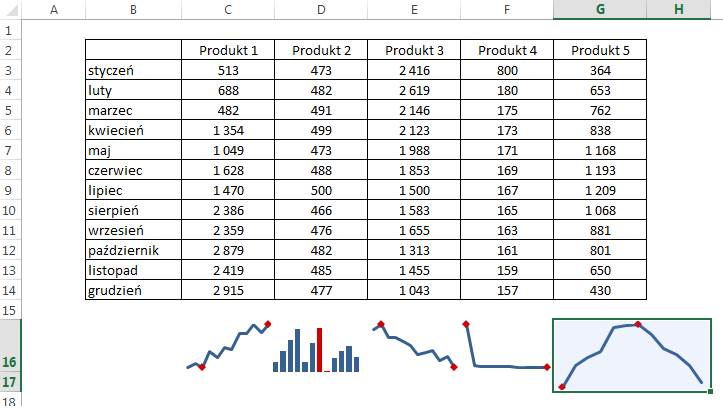 A B C D E F G H
1
2 Produkt 1 Produkt 2 Produkt 3 Produkt 4 Produkt 5
3 styczeń 513 473 2 416 800 364
4 luty 688 482 2 619 180 653
5 marzec 482 491 2 146 175 762
6 kwiecień 1 354 499 2 123 173 838
7 maj 1 049 473 1 988 171 1 168
8 czerwiec 1 628 488 1 853 169 1 193
9 lipiec 1 470 500 1 500 167 1 209
10 sierpień 2 386 466 1 583 165 1 068
11 wrzesień 2 359 476 1 655 163 881
12 październik 2 879 482 1 313 161 801
13 listopad 2 419 485 1 455 159 650
14 grudzień 2 915 477 1 043 157 430
15
16
17
18